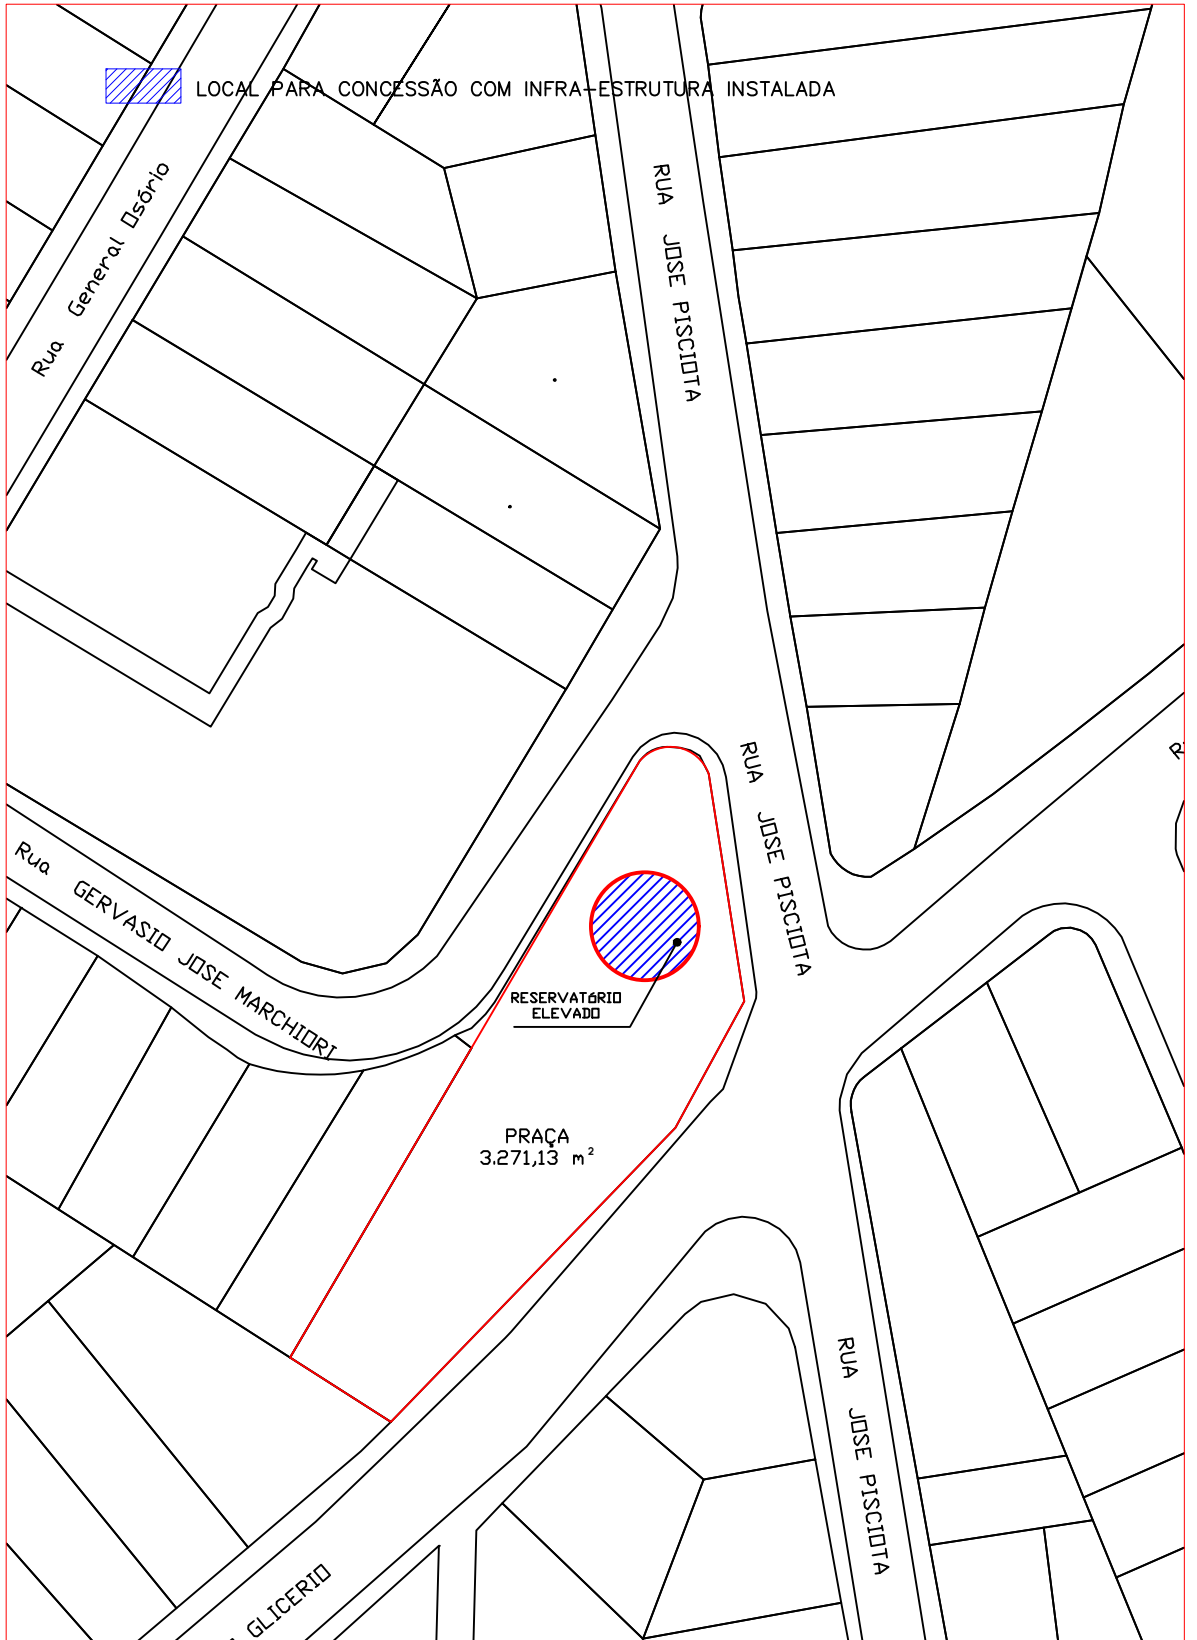 LOCAL PARA CONCESSÃO COM INFRA-ESTRUTURA INSTALADA
Rua General Osório
RUA JOSE PISCIOTA
RUA JOSE PISCIOTA
Rua GERVASIO JOSE MARCHIORI
RESERVATÓRIO
ELEVADO
PRAÇA
3.271,13 m²
RUA JOSE PISCIOTA
GLICERIO